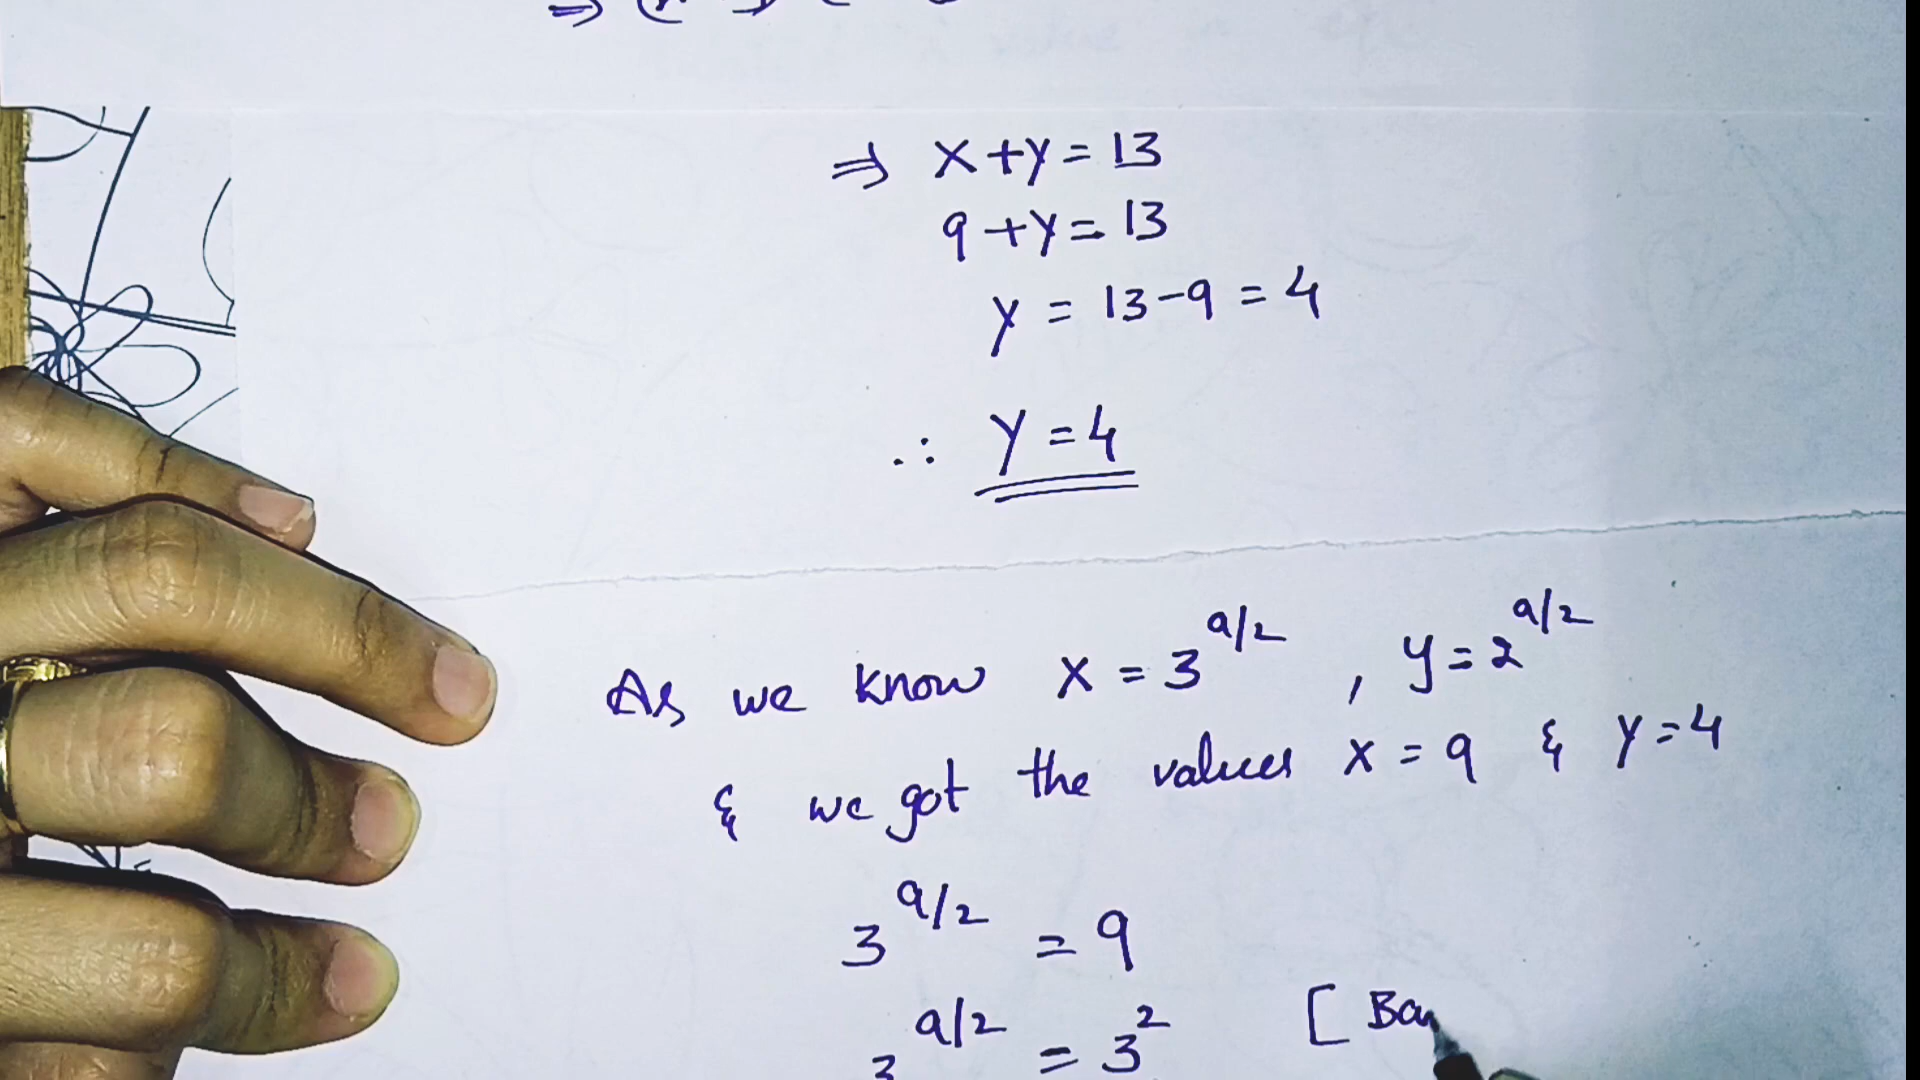 ⇒ x+y=13
9+y=13
y = 13-9 = 4
∴ y=4
As we know x = 3^a/2 , y=2^a/2
& we got the values x = 9 & y=4
3^a/2 = 9
3^a/2 = 3^2 [ Ba